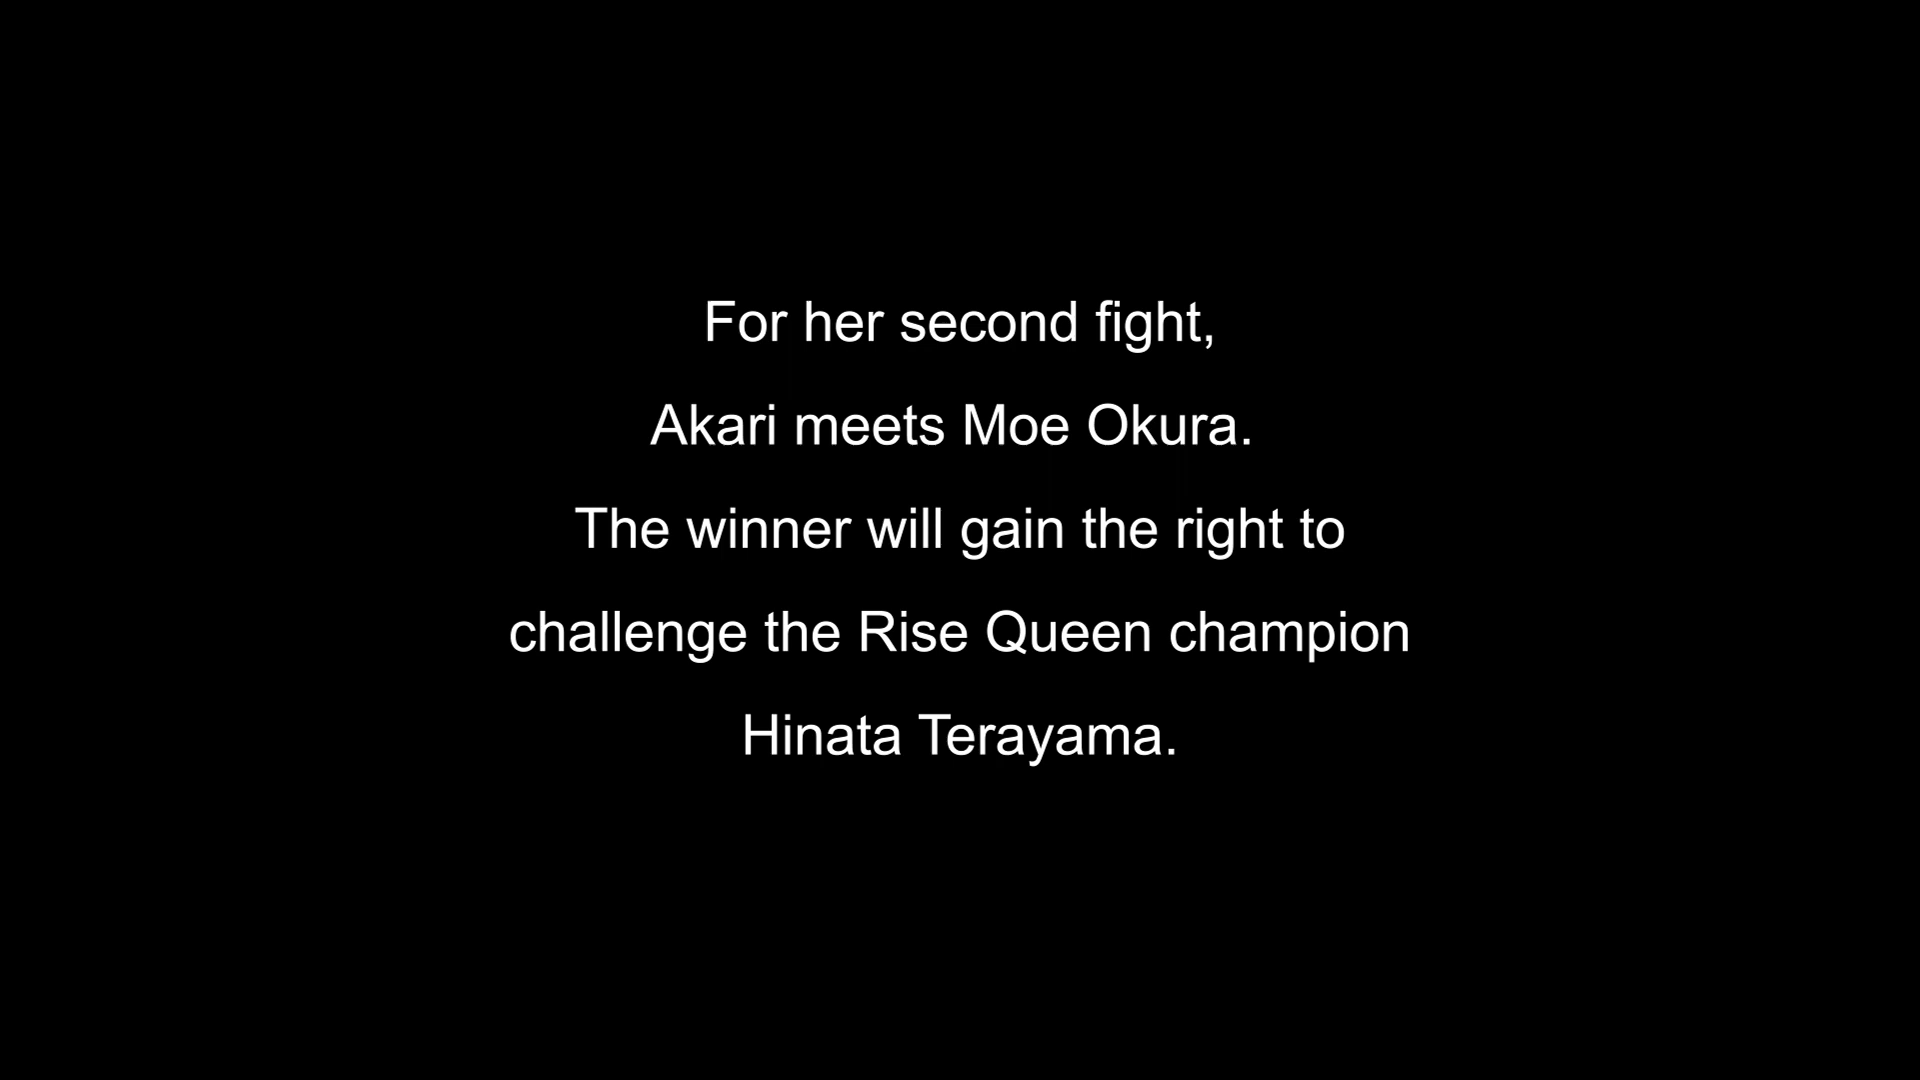 For her second fight,
Akari meets Moe Okura.
The winner will gain the right to
challenge the Rise Queen champion
Hinata Terayama.